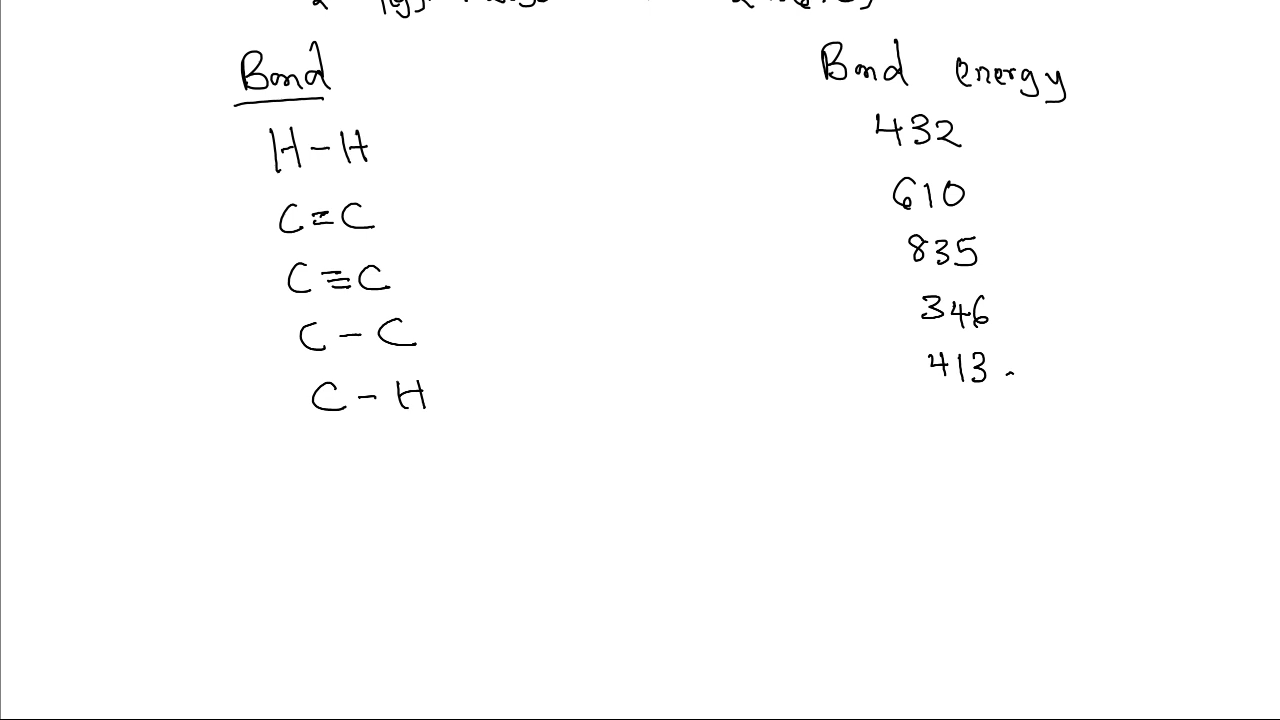 Bond Bond energy
H-H 432
C=C 610
C≡C 835
C-C 346
C-H 413